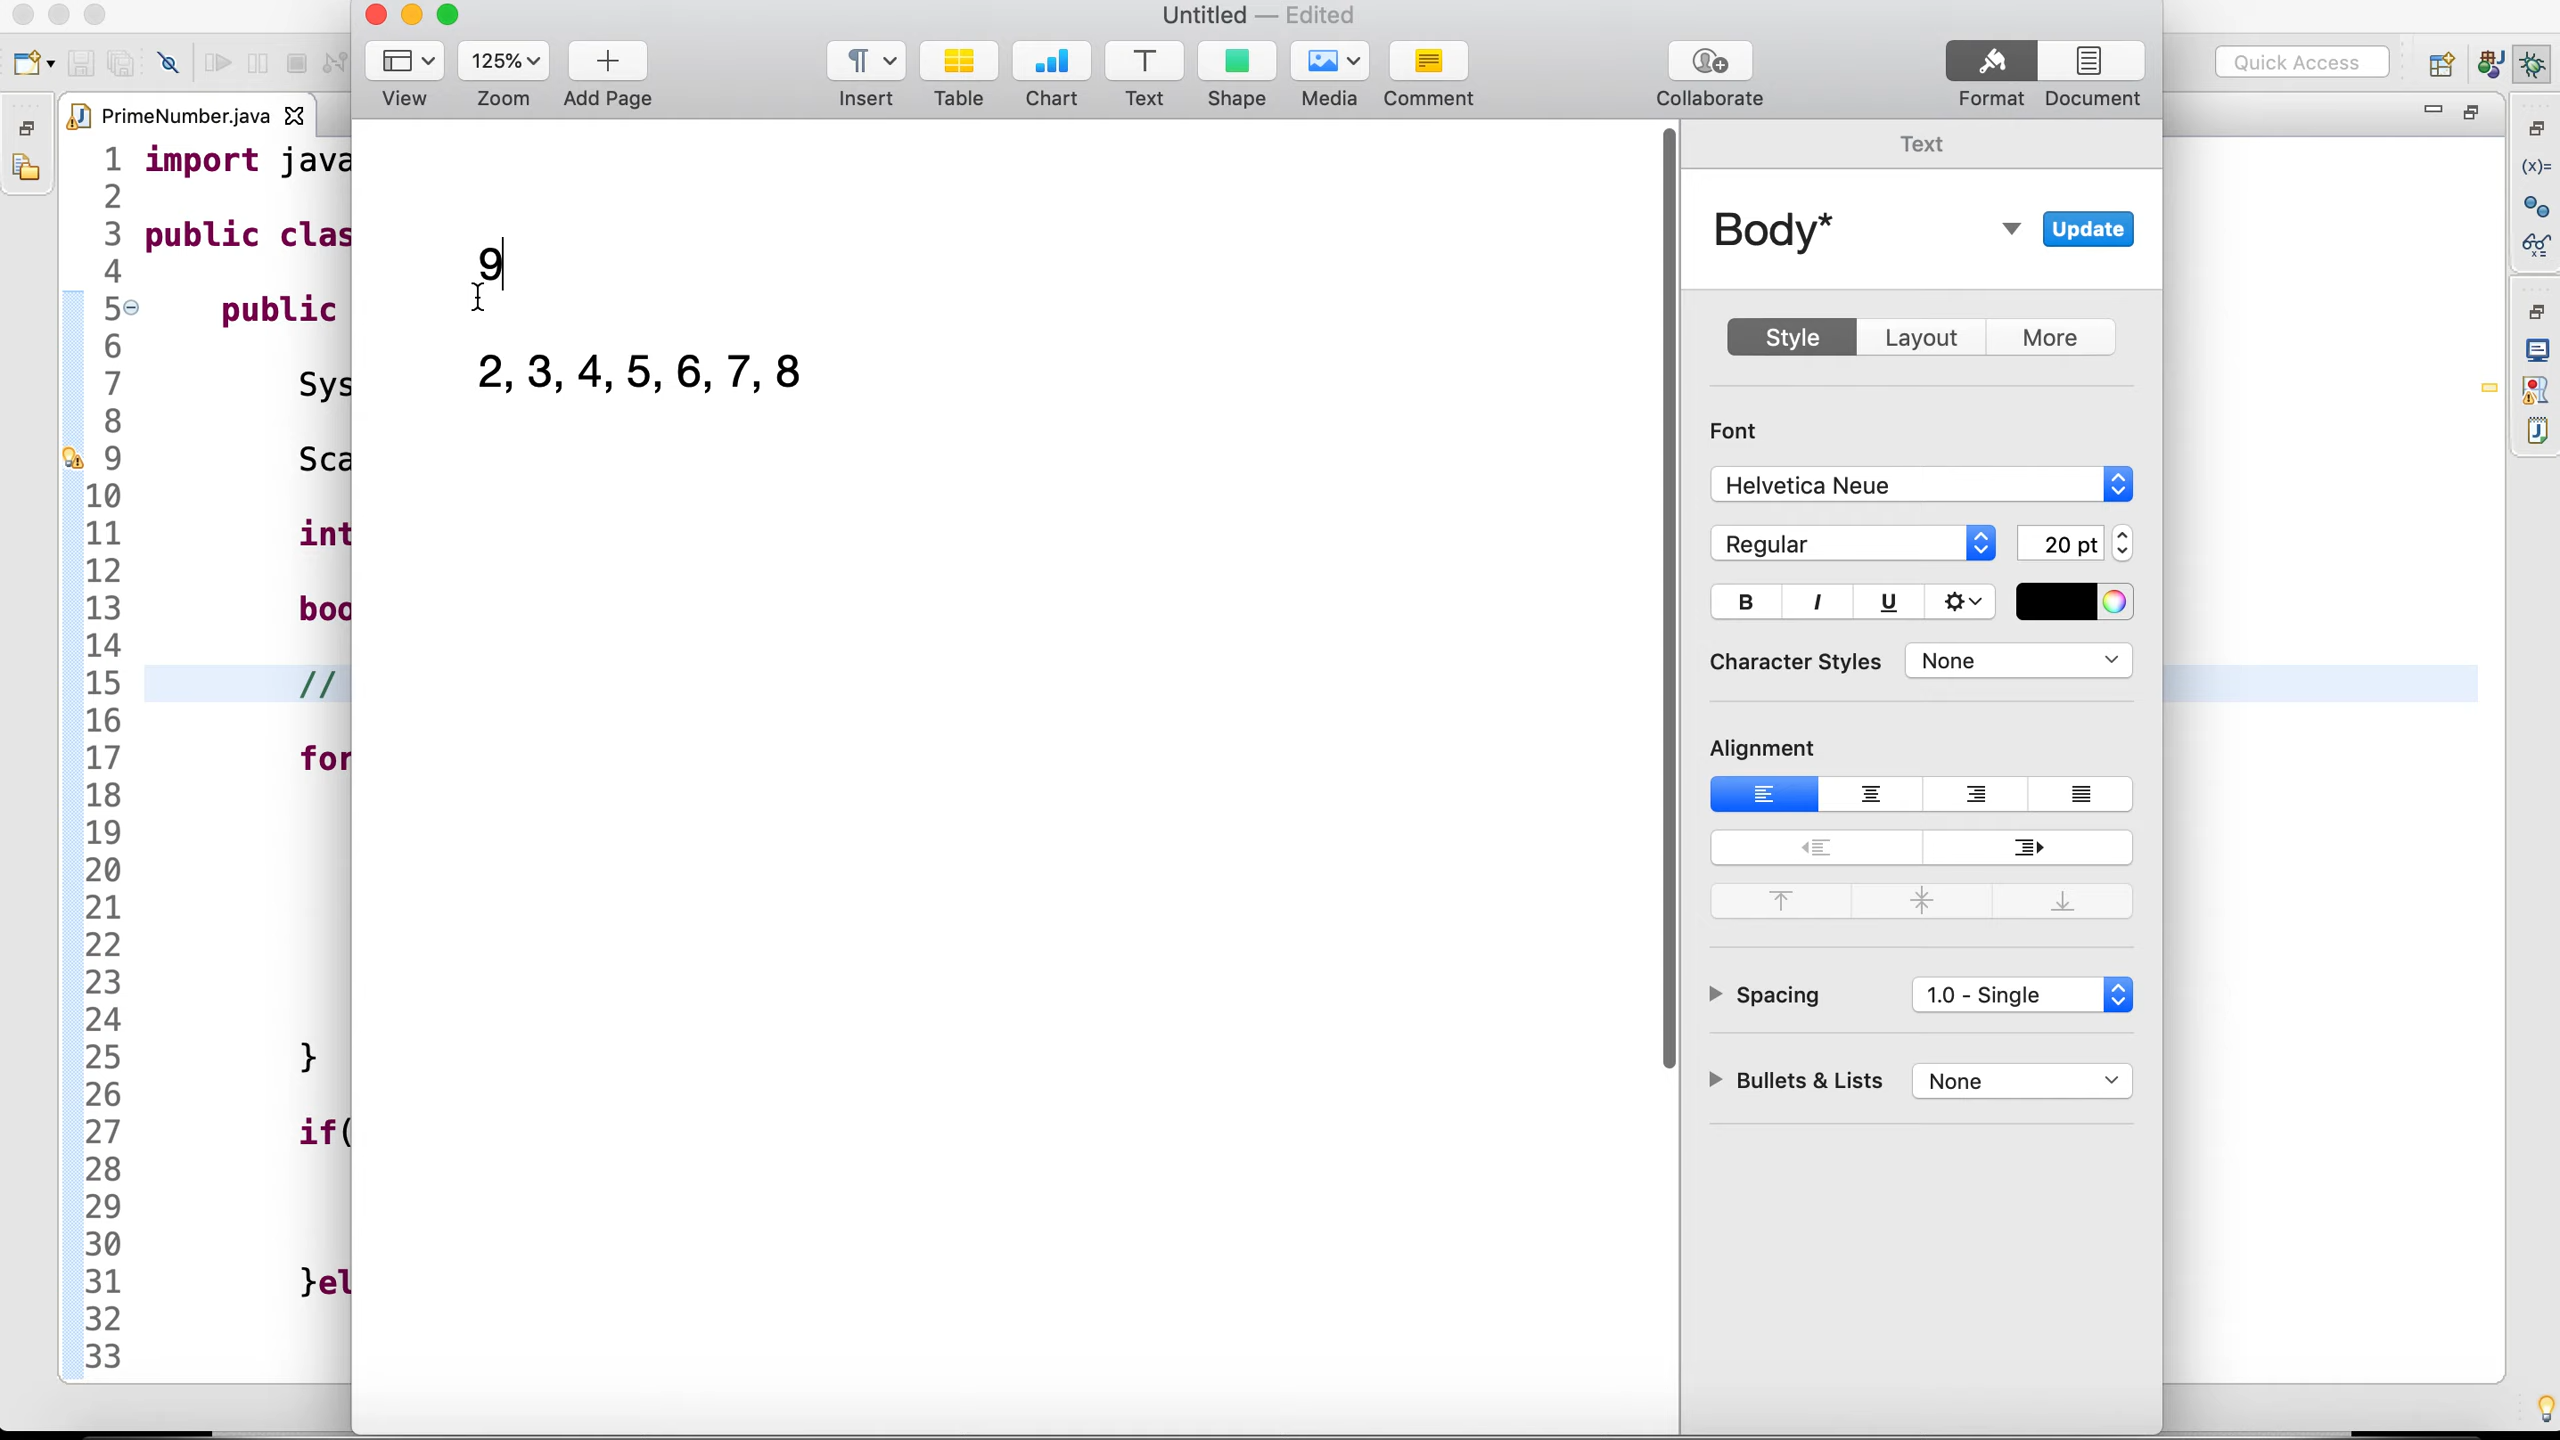 Untitled — Edited
125%
View
Zoom
Add Page
Insert
Table
Chart
Text
Shape
Media
Comment
Collaborate
Format
Document
Quick Access
PrimeNumber.java
1 import java
2
3 public clas
4
5 public
6
7 Sys
8
9 Sca
10
11 int
12
13 boo
14
15 //
16
17 for
18
19
20
21
22
23
24
25 }
26
27 if(
28
29
30
31 }el
32
33
9
2, 3, 4, 5, 6, 7, 8
Text
Body*
Update
Style
Layout
More
Font
Helvetica Neue
Regular
20 pt
B I U
Character Styles
None
Alignment
Spacing
1.0 - Single
Bullets & Lists
None
(x)=